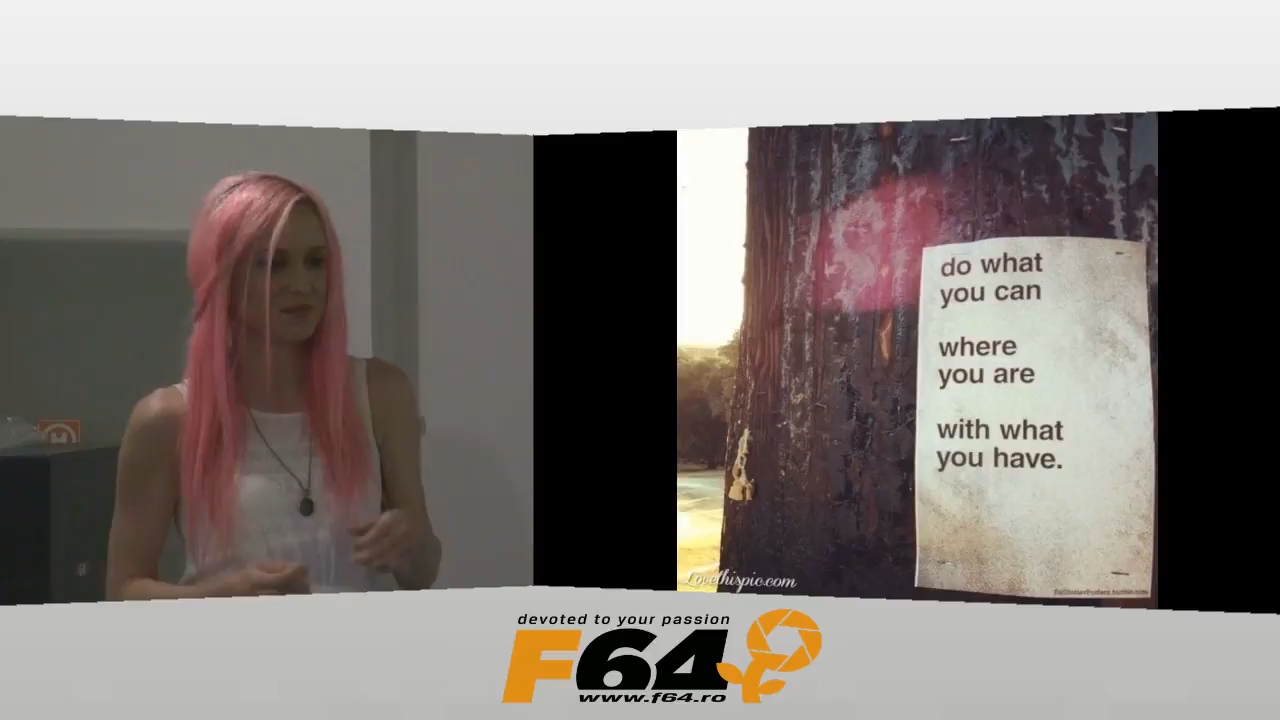 do what
you can
where
you are
with what
you have.
Lovethispic.com
devoted to your passion
F64
www.f64.ro